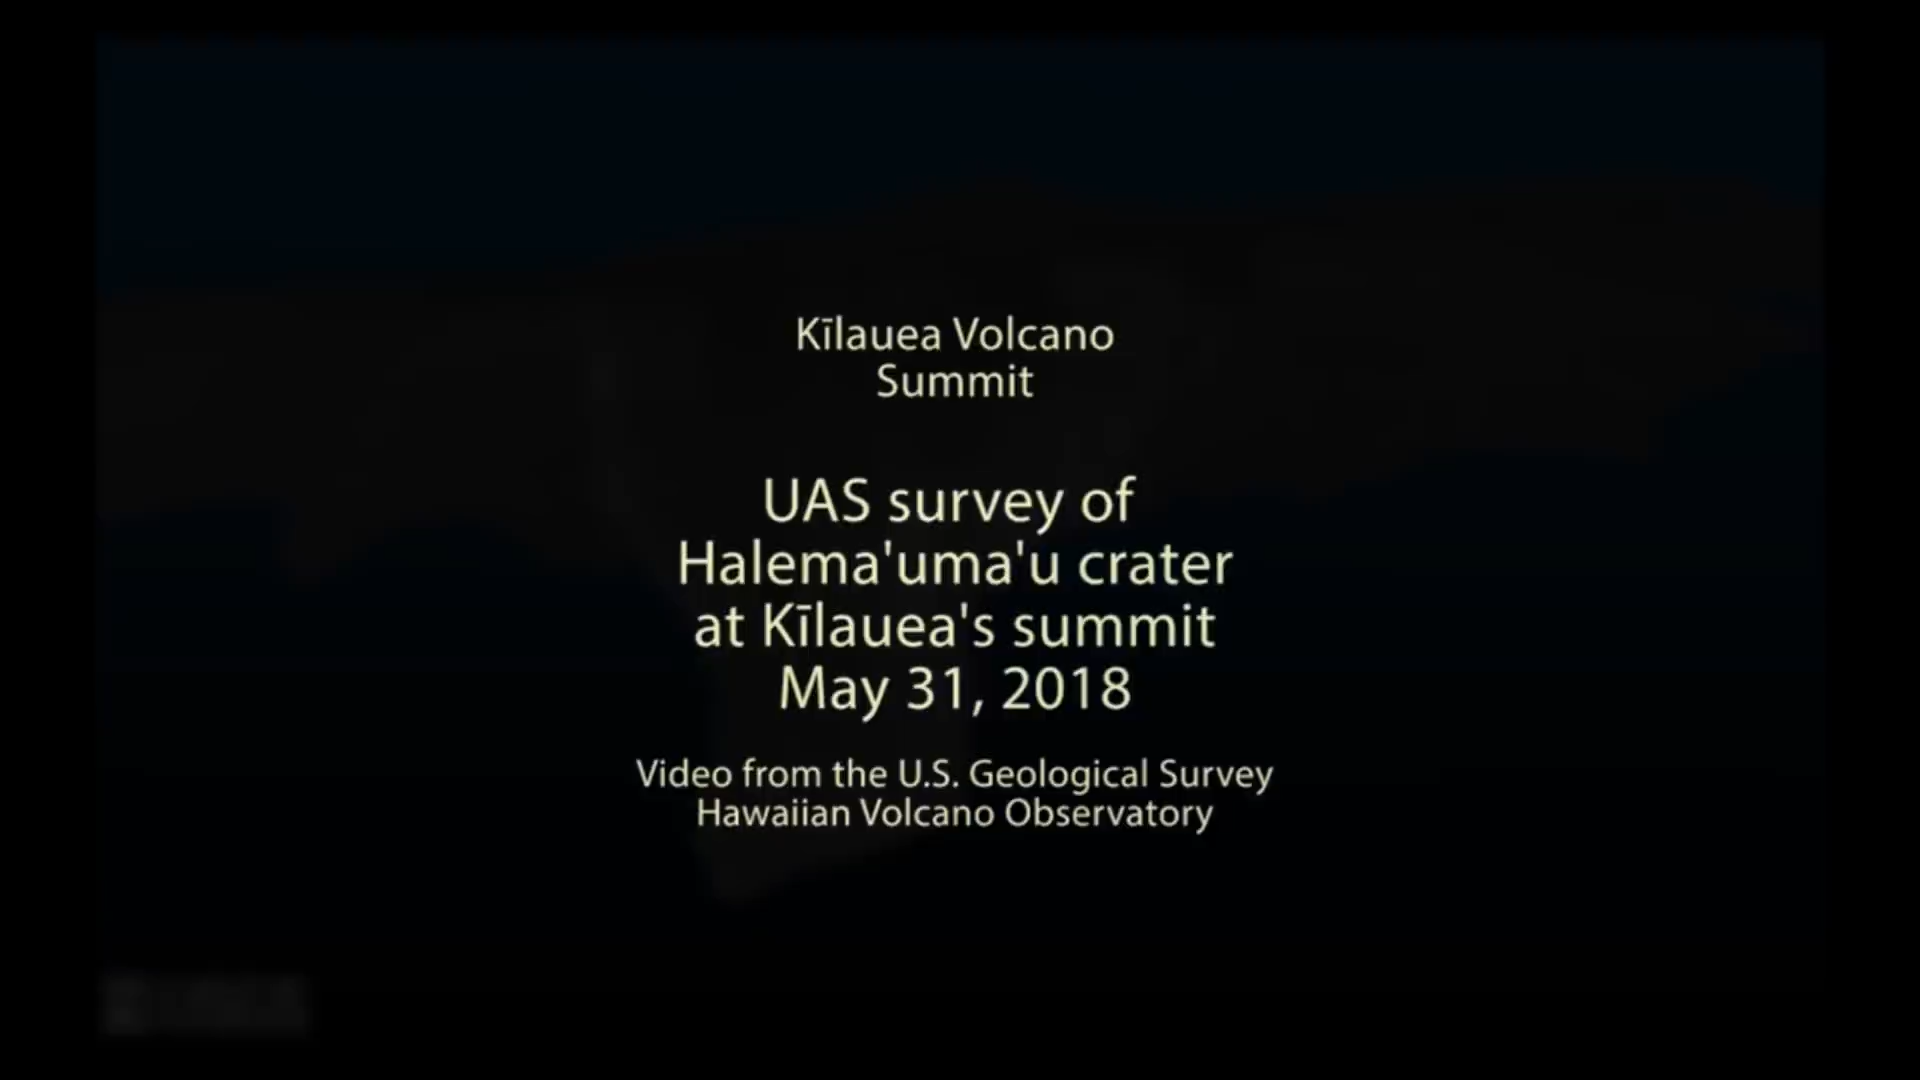 Kīlauea Volcano
Summit
UAS survey of
Halema'uma'u crater
at Kīlauea's summit
May 31, 2018
Video from the U.S. Geological Survey
Hawaiian Volcano Observatory